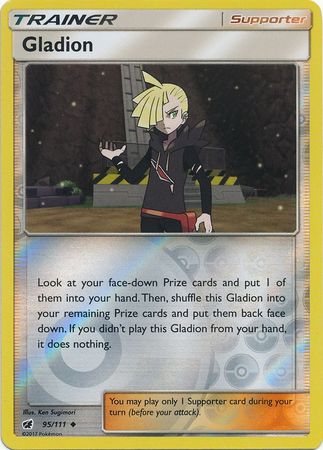 TRAINER
Supporter
Gladion
Look at your face-down Prize cards and put 1 of
them into your hand. Then, shuffle this Gladion into
your remaining Prize cards and put them back face
down. If you didn't play this Gladion from your hand,
it does nothing.
You may play only 1 Supporter card during your
turn (before your attack).
Illus. Ken Sugimori
95/111
©2017 Pokémon